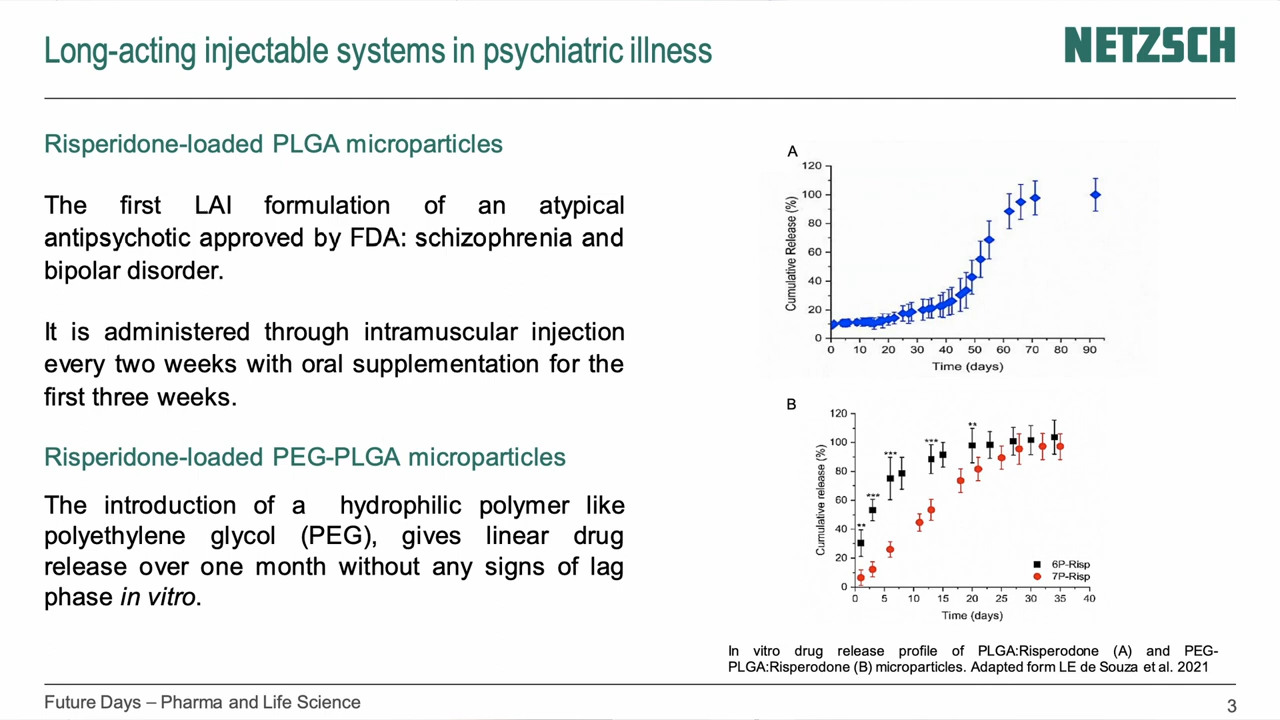 Long-acting injectable systems in psychiatric illness
NETZSCH
Risperidone-loaded PLGA microparticles
The first LAI formulation of an atypical
antipsychotic approved by FDA: schizophrenia and
bipolar disorder.
It is administered through intramuscular injection
every two weeks with oral supplementation for the
first three weeks.
Risperidone-loaded PEG-PLGA microparticles
The introduction of a hydrophilic polymer like
polyethylene glycol (PEG), gives linear drug
release over one month without any signs of lag
phase in vitro.
A
Cumulative Release (%)
120
100
80
60
40
20
0
0 10 20 30 40 50 60 70 80 90
Time (days)
B
Cumulative release (%)
120
100
80
60
40
20
0
** *** *** *** **
6P-Risp
7P-Risp
0 5 10 15 20 25 30 35 40
Time (days)
In vitro drug release profile of PLGA:Risperodone (A) and PEG-
PLGA:Risperodone (B) microparticles. Adapted form LE de Souza et al. 2021
Future Days – Pharma and Life Science
3